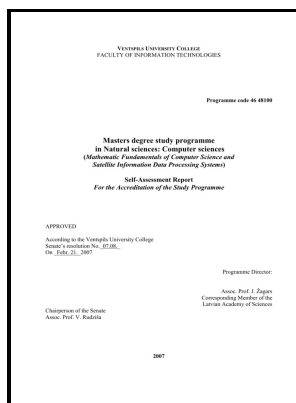 VENTSPILS UNIVERSITY COLLEGE
FACULTY OF INFORMATION TECHNOLOGIES
Programme code 46 48100
Masters degree study programme
in Natural sciences: Computer sciences
(Mathematic Fundamentals of Computer Science and
Satellite Information Data Processing Systems)
Self-Assessment Report
For the Accreditation of the Study Programme
APPROVED
According to the Ventspils University College
Senate's resolution No. 07.08.
On Febr. 21. 2007
Programme Director:
Assoc. Prof. J. Žagars
Corresponding Member of the
Latvian Academy of Sciences
Chairperson of the Senate
Assoc. Prof. V. Rudziša
2007